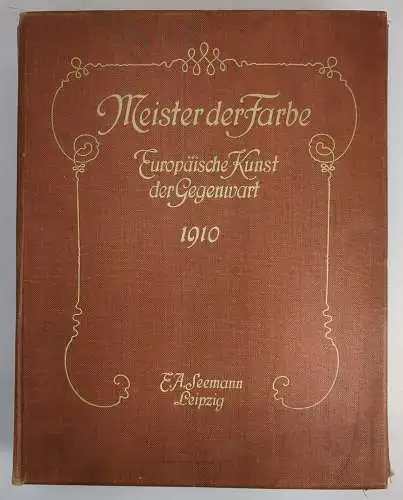 Meister der Farbe
Europäische Kunst
der Gegenwart
1910
E.A. Seemann
Leipzig